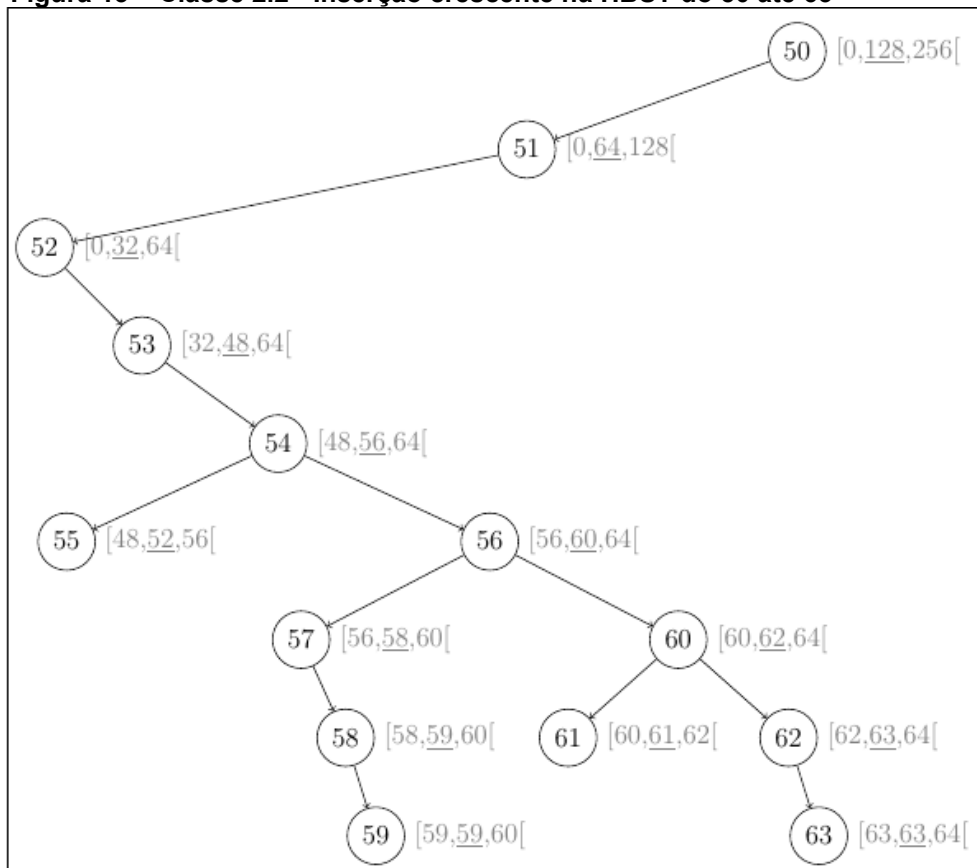 Figura 10 – Classe 2.2 - Inserção crescente na HBST de 50 até 63
50 [0,128,256[
51 [0,64,128[
52 [0,32,64[
53 [32,48,64[
54 [48,56,64[
55 [48,52,56[ 56 [56,60,64[
57 [56,58,60[ 60 [60,62,64[
58 [58,59,60[ 61 [60,61,62[ 62 [62,63,64[
59 [59,59,60[ 63 [63,63,64[